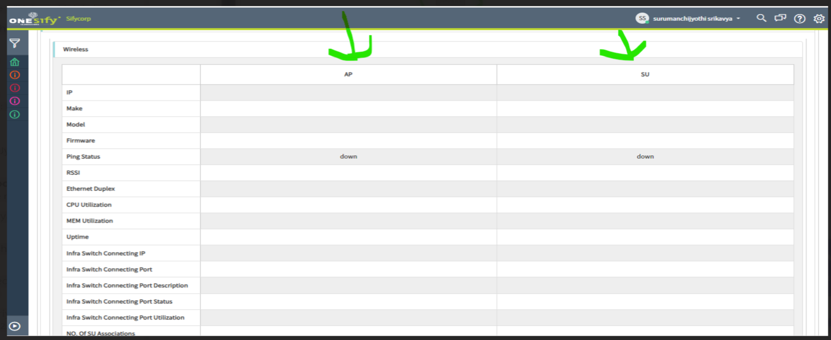 ONESIfy Sifycorp SS surumanchijyothi srikavya
Wireless
AP SU
IP
Make
Model
Firmware
Ping Status down down
RSSI
Ethernet Duplex
CPU Utilization
MEM Utilization
Uptime
Infra Switch Connecting IP
Infra Switch Connecting Port
Infra Switch Connecting Port Description
Infra Switch Connecting Port Status
Infra Switch Connecting Port Utilization
NO. Of SU Associations